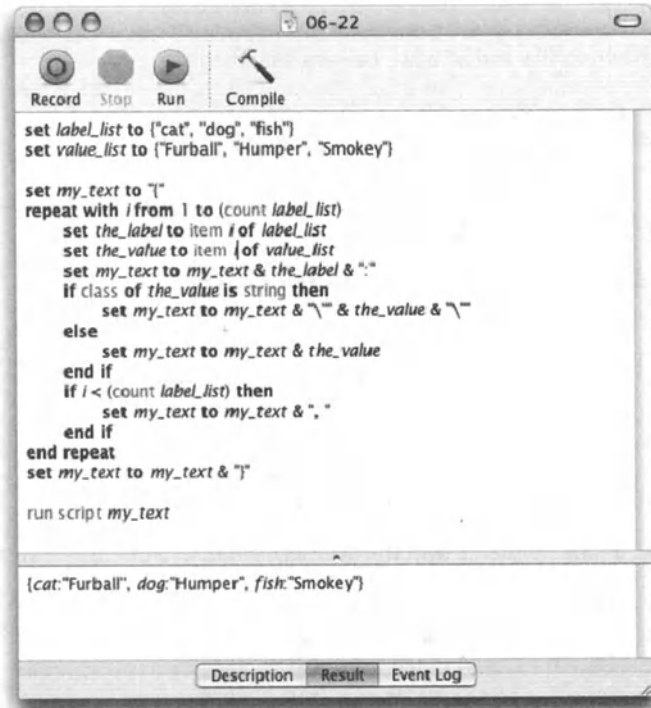 06-22
Record Stop Run Compile
set label_list to {"cat", "dog", "fish"}
set value_list to {"Furball", "Humper", "Smokey"}
set my_text to "{"
repeat with i from 1 to (count label_list)
set the_label to item i of label_list
set the_value to item i of value_list
set my_text to my_text & the_label & ":"
if class of the_value is string then
set my_text to my_text & "\"" & the_value & "\""
else
set my_text to my_text & the_value
end if
if i < (count label_list) then
set my_text to my_text & ", "
end if
end repeat
set my_text to my_text & "}"
run script my_text
{cat:"Furball", dog:"Humper", fish:"Smokey"}
Description Result Event Log